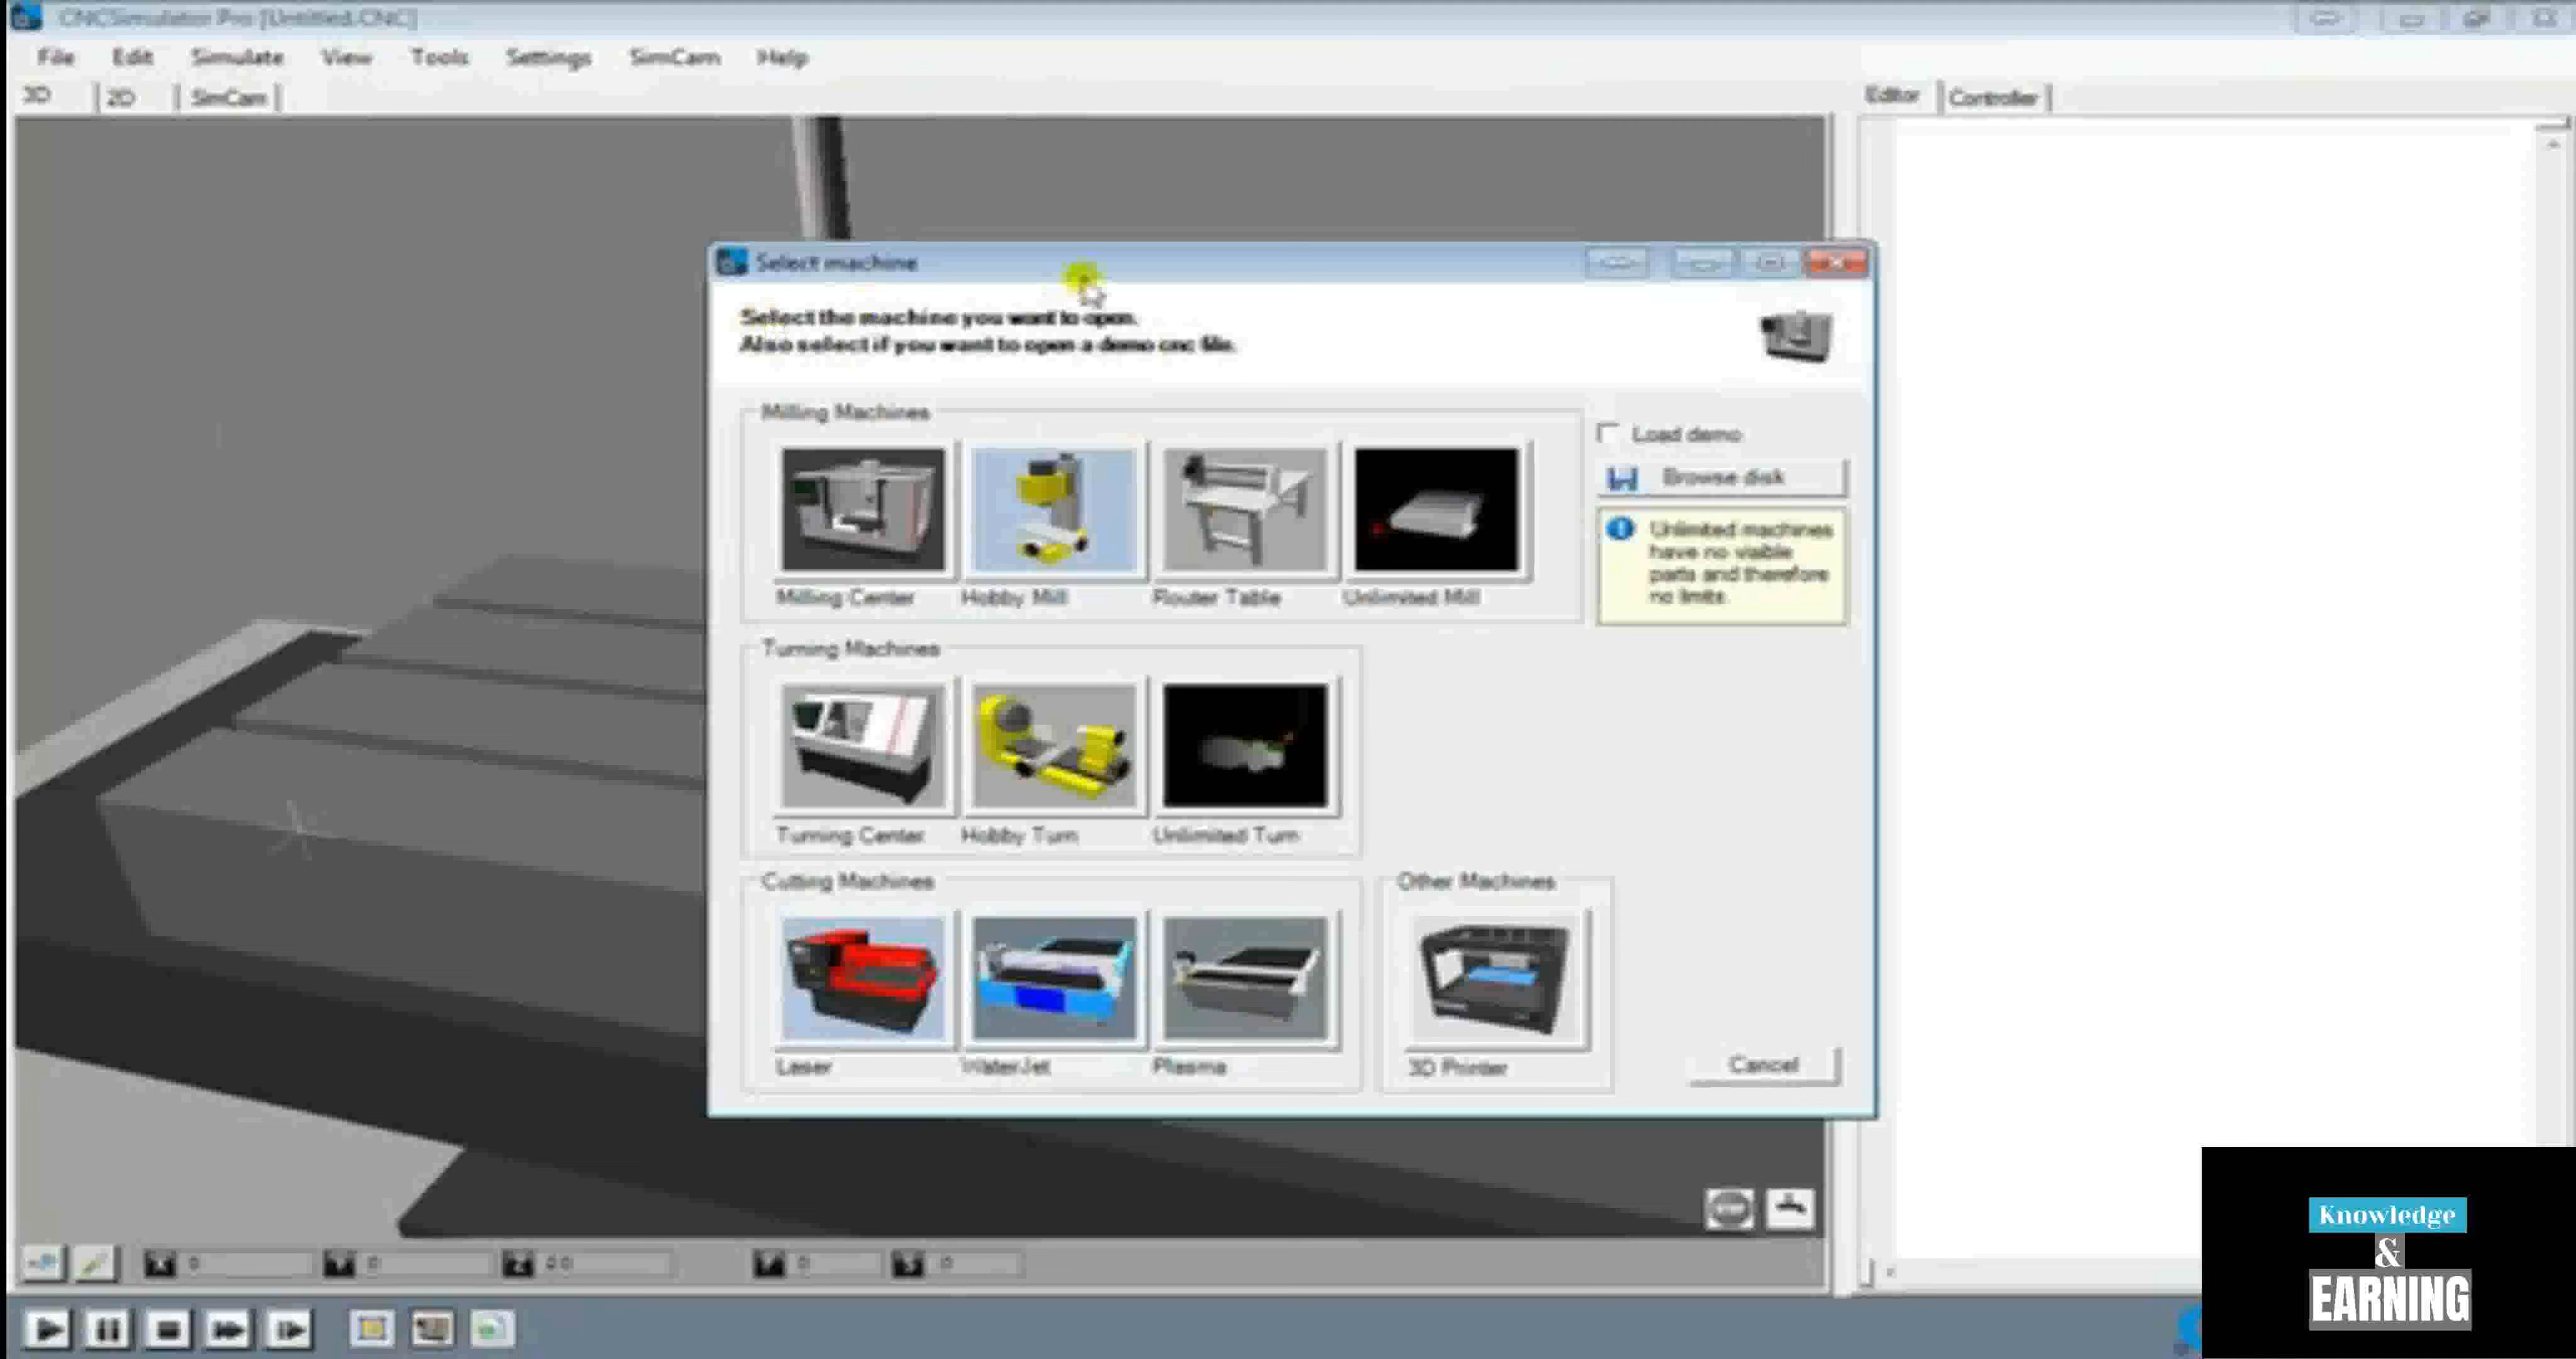 CNCSimulator Pro [Untitled.CNC]
File Edit Simulate View Tools Settings SimCam Help
3D 2D SimCam
Editor Controller
Select machine
Select the machine you want to open.
Also select if you want to open a demo cnc file.
Milling Machines
Load demo
Browse disk
Unlimited machines
have no visible
parts and therefore
no limits.
Milling Center Hobby Mill Router Table Unlimited Mill
Turning Machines
Turning Center Hobby Turn Unlimited Turn
Cutting Machines
Other Machines
Laser WaterJet Plasma 3D Printer
Cancel
X 0 Y 0 Z F 0 S 0
Knowledge
&
EARNING